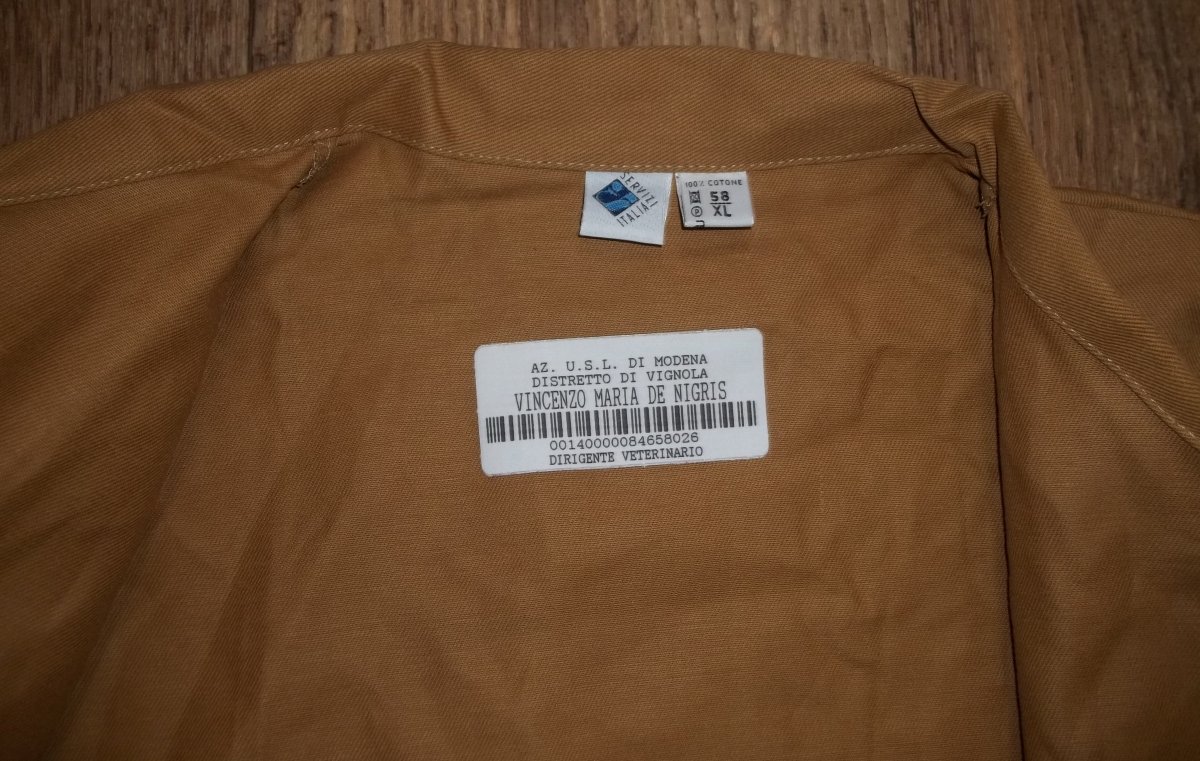 SERVIZI
ITALIA
100% COTONE
58
P XL
AZ. U.S.L. DI MODENA
DISTRETTO DI VIGNOLA
VINCENZO MARIA DE NIGRIS
00140000084658026
DIRIGENTE VETERINARIO